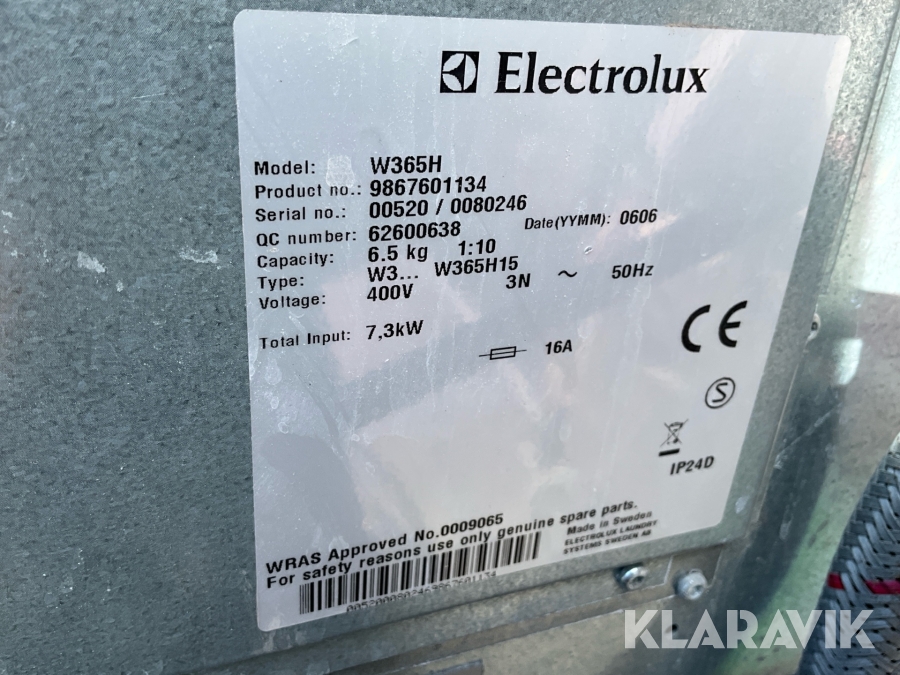 Electrolux
Model: W365H
Product no.: 9867601134
Serial no.: 00520 / 0080246
QC number: 62600638 Date(YYMM): 0606
Capacity: 6.5 kg 1:10
Type: W3... W365H15
Voltage: 400V 3N ~ 50Hz
Total Input: 7,3kW
16A
CE
S
IP24D
WRAS Approved No.0009065
For safety reasons use only genuine spare parts.
Made in Sweden
ELECTROLUX LAUNDRY
SYSTEMS SWEDEN AB
KLARAVIK